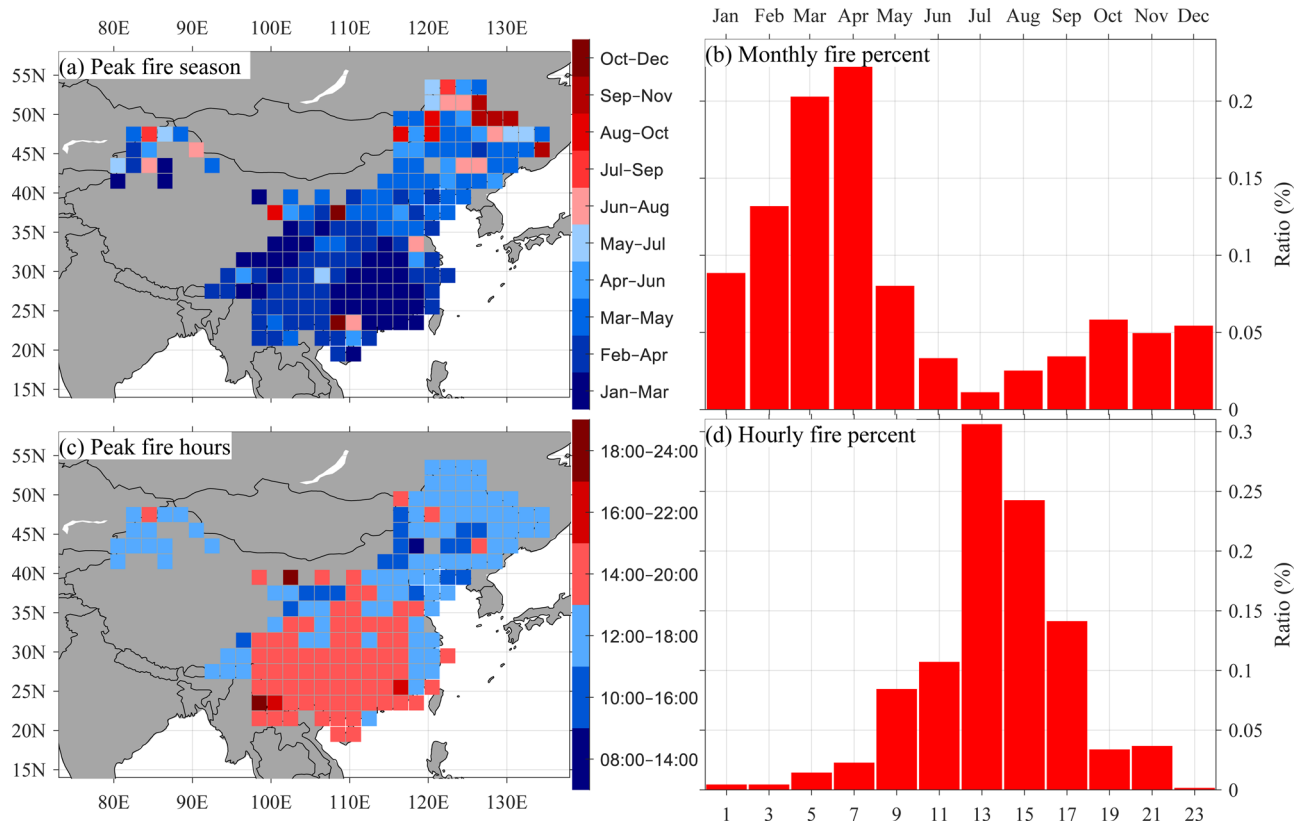 Jan Feb Mar Apr May Jun Jul Aug Sep Oct Nov Dec
80E 90E 100E 110E 120E 130E
(a) Peak fire season
55N
50N
45N
40N
35N
30N
25N
20N
15N
Oct–Dec
Sep–Nov
Aug–Oct
Jul–Sep
Jun–Aug
May–Jul
Apr–Jun
Mar–May
Feb–Apr
Jan–Mar
(b) Monthly fire percent
0.2
0.15
0.1
0.05
0
Ratio (%)
(c) Peak fire hours
55N
50N
45N
40N
35N
30N
25N
20N
15N
80E 90E 100E 110E 120E 130E
18:00–24:00
16:00–22:00
14:00–20:00
12:00–18:00
10:00–16:00
08:00–14:00
(d) Hourly fire percent
0.3
0.25
0.2
0.15
0.1
0.05
0
Ratio (%)
1 3 5 7 9 11 13 15 17 19 21 23